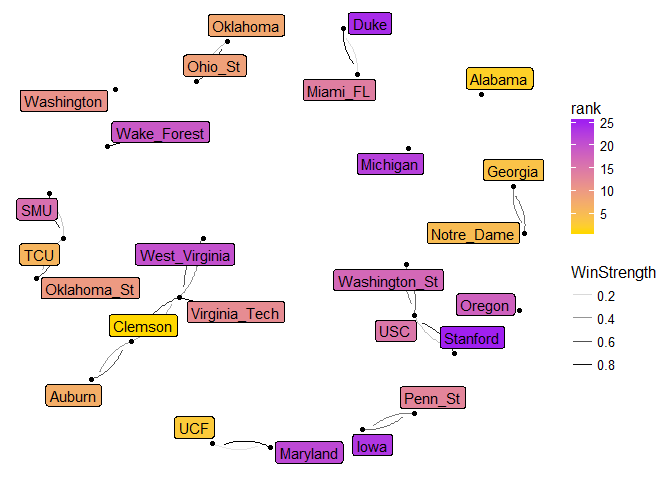 Oklahoma
Duke
Ohio_St
Alabama
Miami_FL
Washington
rank
25
20
15
10
5
Wake_Forest
Michigan
Georgia
SMU
Notre_Dame
TCU
West_Virginia
Oklahoma_St
Washington_St
WinStrength
0.2
0.4
0.6
0.8
Oregon
Virginia_Tech
Clemson
USC
Stanford
Auburn
Penn_St
UCF
Maryland
Iowa